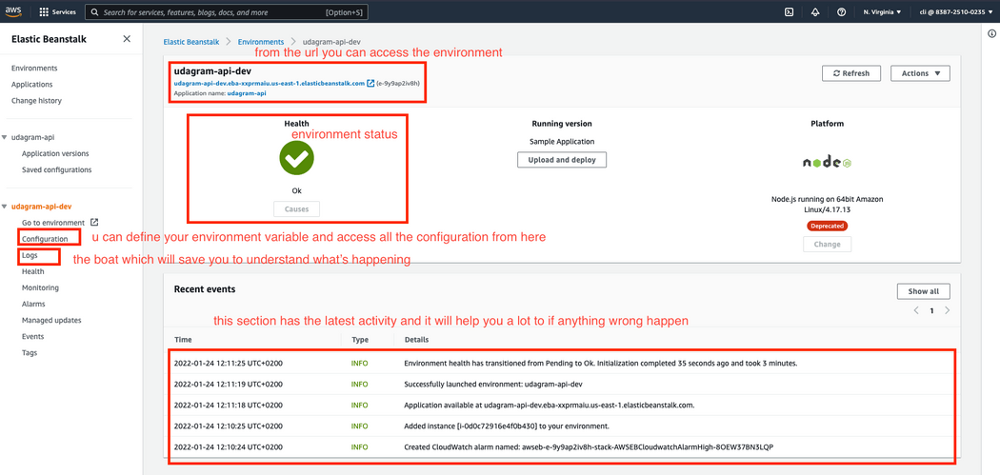 aws
Services
Search for services, features, blogs, docs, and more
[Option+S]
N. Virginia
cli @ 8387-2510-0235
Elastic Beanstalk
Environments
Applications
Change history
udagram-api
Application versions
Saved configurations
udagram-api-dev
Go to environment
Configuration
Logs
Health
Monitoring
Alarms
Managed updates
Events
Tags
Elastic Beanstalk
Environments
udagram-api-dev
from the url you can access the environment
udagram-api-dev
udagram-api-dev.eba-xxprmaiu.us-east-1.elasticbeanstalk.com (e-9y9ap2iv8h)
Application name: udagram-api
Refresh
Actions
Health
environment status
Ok
Causes
Running version
Sample Application
Upload and deploy
Platform
node
JS
Node.js running on 64bit Amazon
Linux/4.17.13
Deprecated
Change
u can define your environment variable and access all the configuration from here
the boat which will save you to understand what's happening
Recent events
Show all
1
this section has the latest activity and it will help you a lot to if anything wrong happen
Time Type Details
2022-01-24 12:11:25 UTC+0200 INFO Environment health has transitioned from Pending to Ok. Initialization completed 35 seconds ago and took 3 minutes.
2022-01-24 12:11:19 UTC+0200 INFO Successfully launched environment: udagram-api-dev
2022-01-24 12:11:18 UTC+0200 INFO Application available at udagram-api-dev.eba-xxprmaiu.us-east-1.elasticbeanstalk.com.
2022-01-24 12:10:25 UTC+0200 INFO Added instance [i-0d0c72916e4f0b430] to your environment.
2022-01-24 12:10:24 UTC+0200 INFO Created CloudWatch alarm named: awseb-e-9y9ap2iv8h-stack-AWSEBCloudwatchAlarmHigh-8OEW37BN3LQP